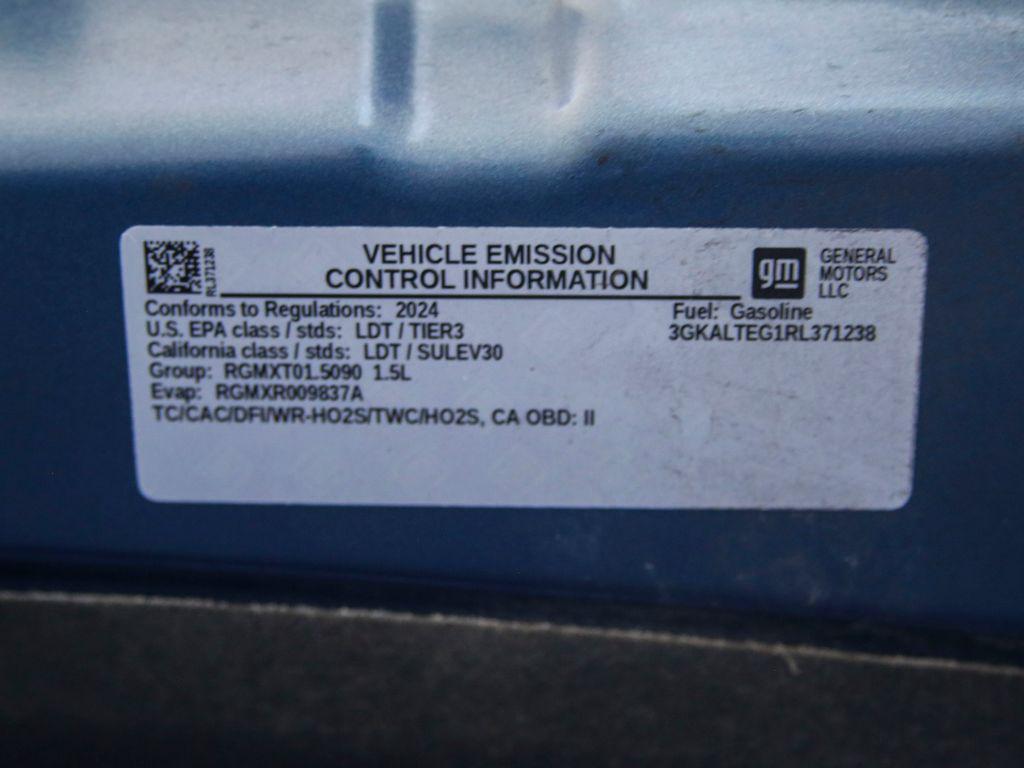 RL371238
VEHICLE EMISSION
CONTROL INFORMATION
gm
GENERAL
MOTORS
LLC
Conforms to Regulations: 2024
U.S. EPA class / stds: LDT / TIER3
California class / stds: LDT / SULEV30
Group: RGMXT01.5090 1.5L
Evap: RGMXR009837A
TC/CAC/DFI/WR-HO2S/TWC/HO2S, CA OBD: II
Fuel: Gasoline
3GKALTEG1RL371238